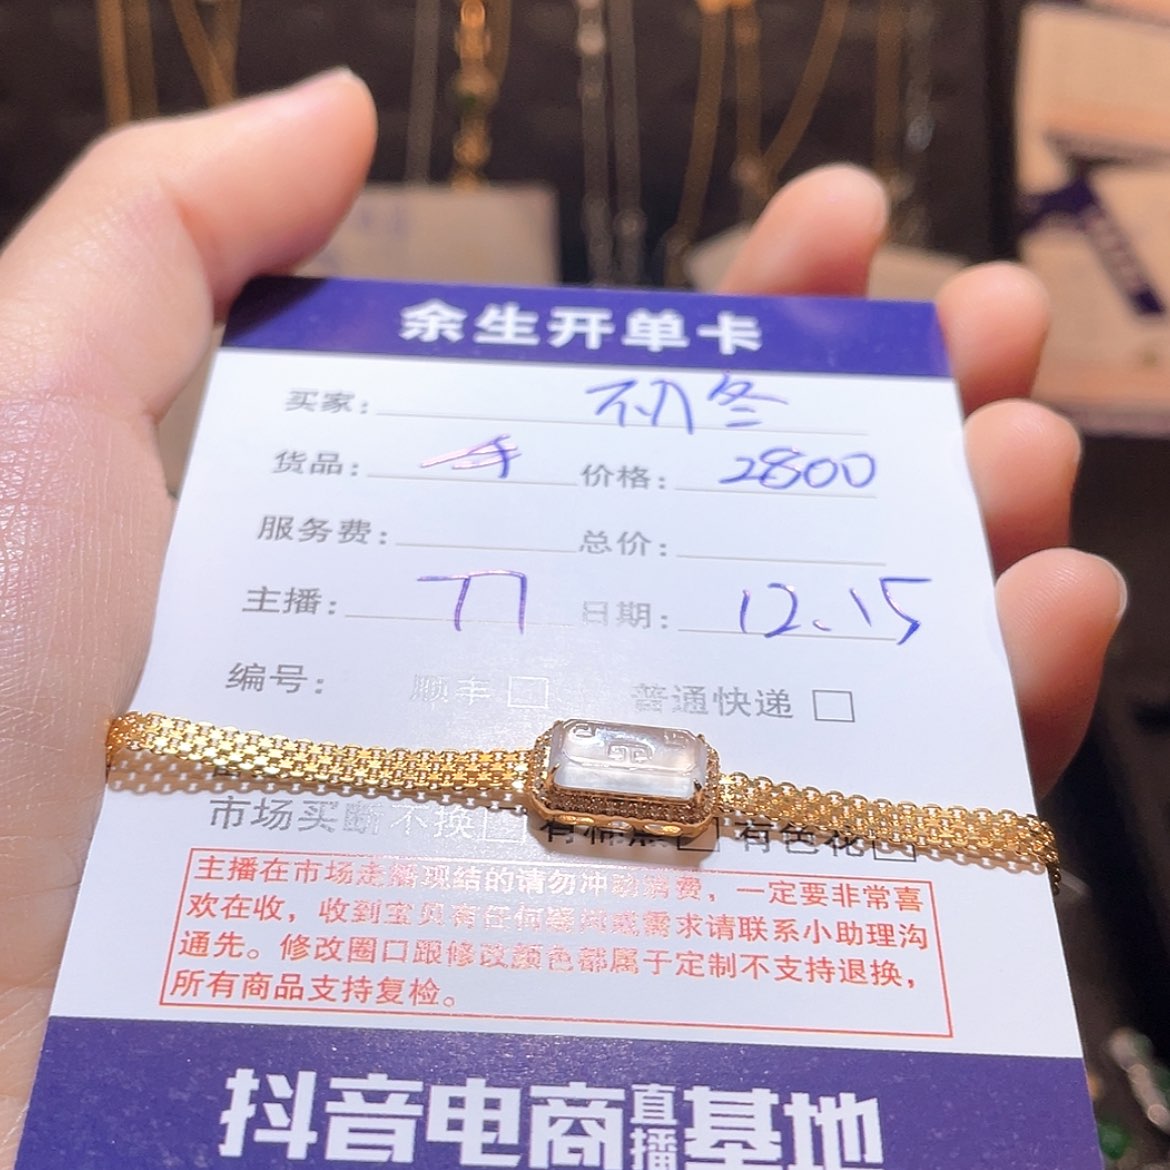 余生开单卡
买家: 初冬
货品: 手 价格: 2800
服务费: 总价:
主播: 日期: 12.15
编号: 顺丰 □ 普通快递 □
市场买断不换 □ 有棉 有色花 □
主播在市场走播现结的请勿冲动消费，一定要非常喜
欢在收，收到宝贝有任何疑问或需求请联系小助理沟
通先。修改圈口跟修改颜色都属于定制不支持退换，
所有商品支持复检。
抖音电商直播基地